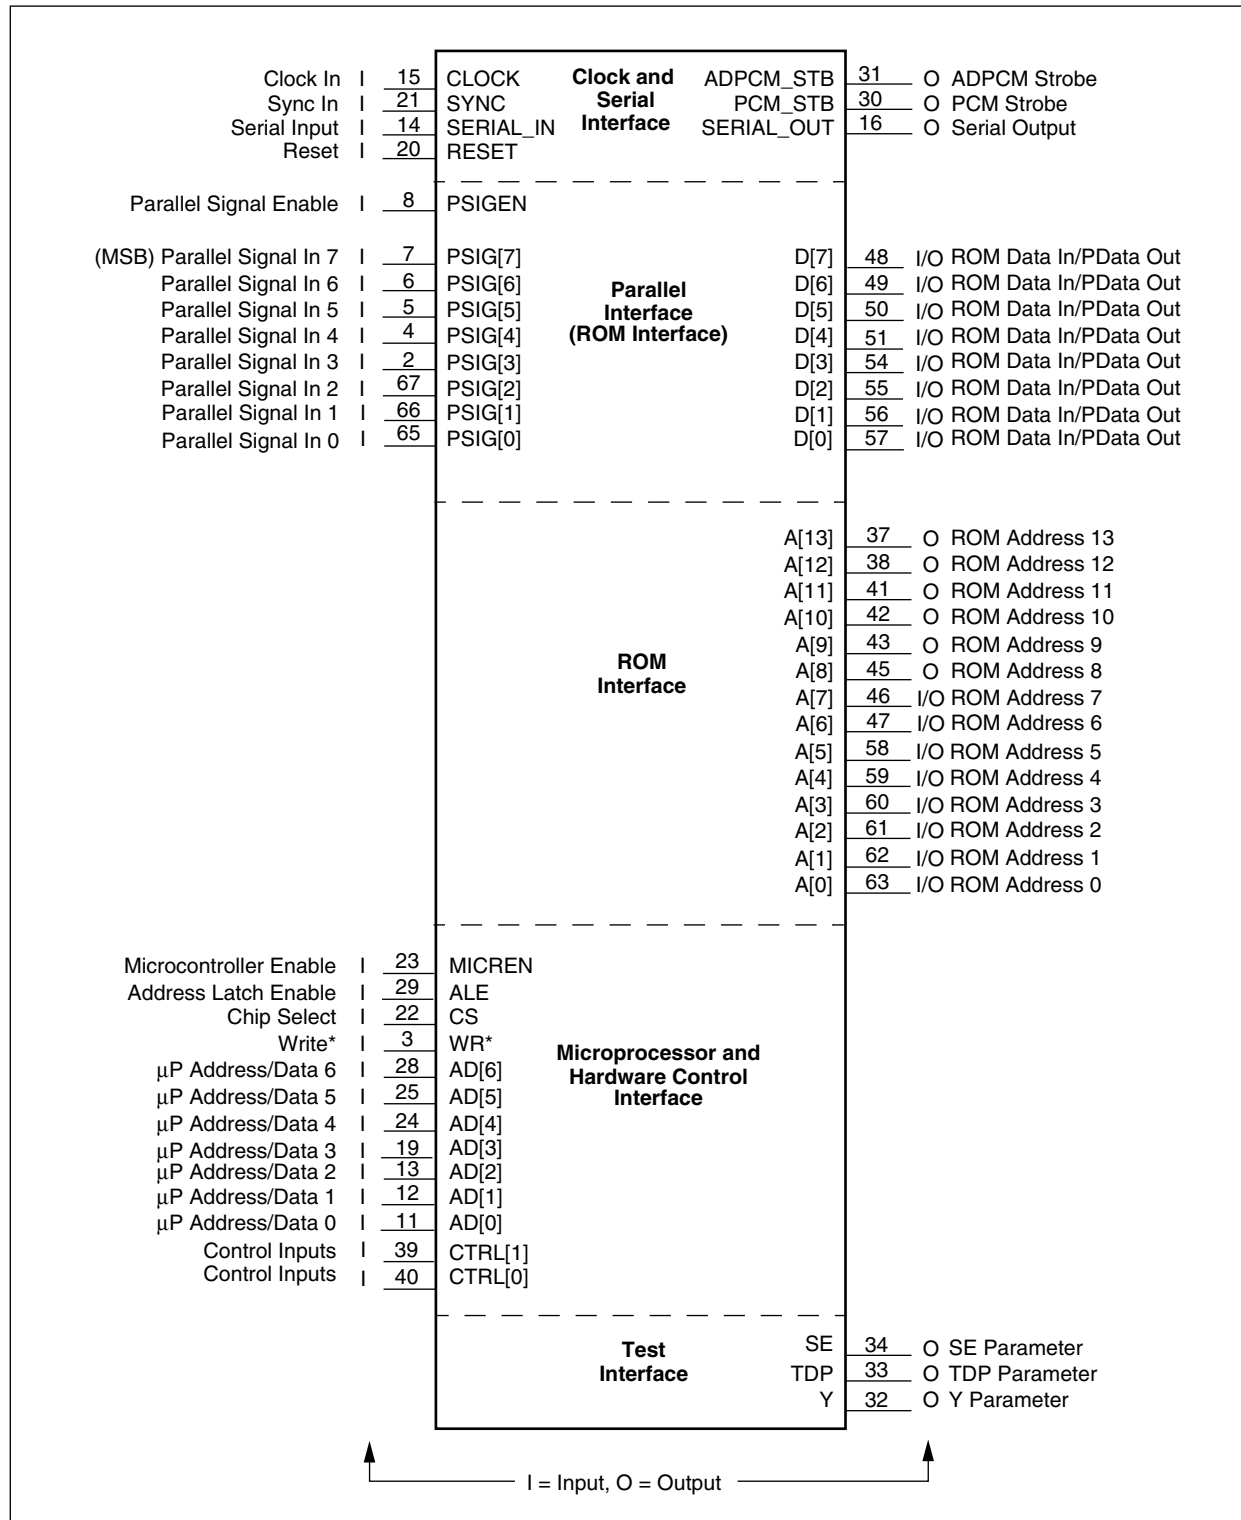 Clock In I 15 CLOCK Clock and ADPCM_STB 31 O ADPCM Strobe
Sync In I 21 SYNC Serial PCM_STB 30 O PCM Strobe
Serial Input I 14 SERIAL_IN Interface SERIAL_OUT 16 O Serial Output
Reset I 20 RESET
Parallel Signal Enable I 8 PSIGEN
(MSB) Parallel Signal In 7 I 7 PSIG[7] D[7] 48 I/O ROM Data In/PData Out
Parallel Signal In 6 I 6 PSIG[6] Parallel D[6] 49 I/O ROM Data In/PData Out
Parallel Signal In 5 I 5 PSIG[5] Interface D[5] 50 I/O ROM Data In/PData Out
Parallel Signal In 4 I 4 PSIG[4] (ROM Interface) D[4] 51 I/O ROM Data In/PData Out
Parallel Signal In 3 I 2 PSIG[3] D[3] 54 I/O ROM Data In/PData Out
Parallel Signal In 2 I 67 PSIG[2] D[2] 55 I/O ROM Data In/PData Out
Parallel Signal In 1 I 66 PSIG[1] D[1] 56 I/O ROM Data In/PData Out
Parallel Signal In 0 I 65 PSIG[0] D[0] 57 I/O ROM Data In/PData Out
A[13] 37 O ROM Address 13
A[12] 38 O ROM Address 12
A[11] 41 O ROM Address 11
A[10] 42 O ROM Address 10
A[9] 43 O ROM Address 9
ROM A[8] 45 O ROM Address 8
Interface A[7] 46 I/O ROM Address 7
A[6] 47 I/O ROM Address 6
A[5] 58 I/O ROM Address 5
A[4] 59 I/O ROM Address 4
A[3] 60 I/O ROM Address 3
A[2] 61 I/O ROM Address 2
A[1] 62 I/O ROM Address 1
A[0] 63 I/O ROM Address 0
Microcontroller Enable I 23 MICREN
Address Latch Enable I 29 ALE
Chip Select I 22 CS
Write* I 3 WR* Microprocessor and
µP Address/Data 6 I 28 AD[6] Hardware Control
µP Address/Data 5 I 25 AD[5] Interface
µP Address/Data 4 I 24 AD[4]
µP Address/Data 3 I 19 AD[3]
µP Address/Data 2 I 13 AD[2]
µP Address/Data 1 I 12 AD[1]
µP Address/Data 0 I 11 AD[0]
Control Inputs I 39 CTRL[1]
Control Inputs I 40 CTRL[0]
Test SE 34 O SE Parameter
Interface TDP 33 O TDP Parameter
Y 32 O Y Parameter
I = Input, O = Output